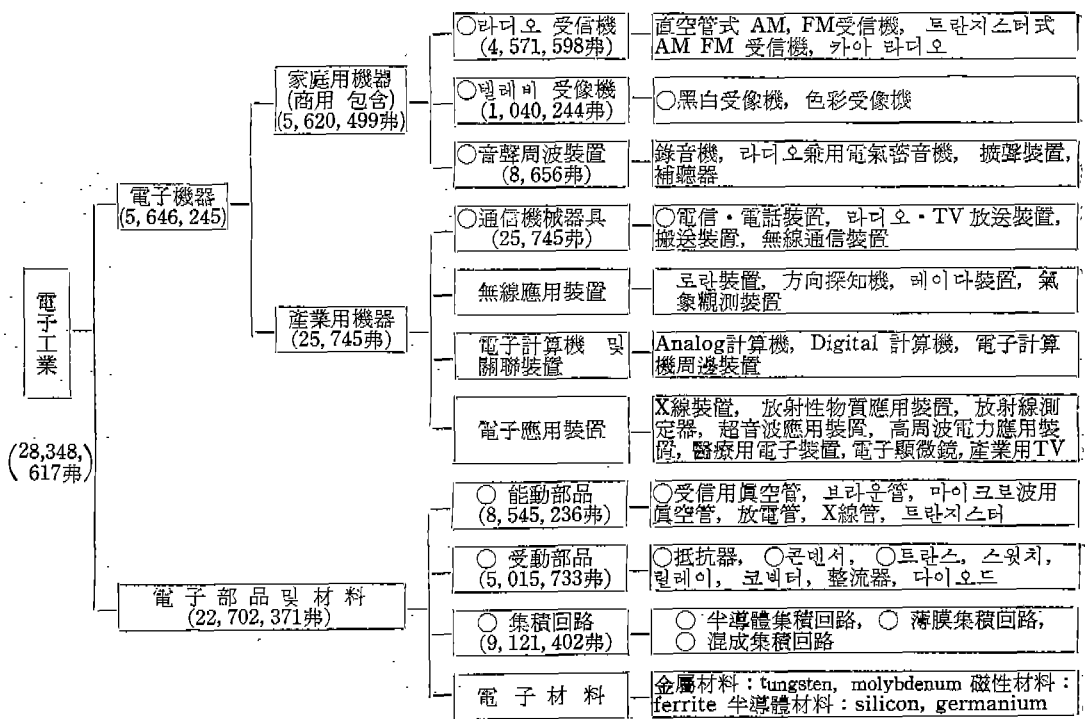 電子工業
(28,348,
617弗)
電子機器
(5,646,245)
家庭用機器
(商用 包含)
(5,620,499弗)
○라디오 受信機
(4,571,598弗)
直空管式 AM, FM受信機, 트란지스터式
AM FM 受信機, 카아 라디오
○텔레비 受像機
(1,040,244弗)
○黑白受像機, 色彩受像機
○音聲周波裝置
(8,656弗)
錄音機, 라디오兼用電氣蓄音機, 擴聲裝置,
補聽器
産業用機器
(25,745弗)
○通信機械器具
(25,745弗)
○電信・電話裝置, 라디오・TV 放送裝置,
搬送裝置, 無線通信裝置
無線應用裝置
로란裝置, 方向探知機, 레이다裝置, 氣
象觀測裝置
電子計算機 및
關聯裝置
Analog計算機, Digital 計算機, 電子計算
機周邊裝置
電子應用裝置
X線裝置, 放射性物質應用裝置, 放射線測
定器, 超音波應用裝置, 高周波電力應用裝
置, 醫療用電子裝置, 電子顯微鏡, 産業用TV
電子部品및材料
(22,702,371弗)
○ 能動部品
(8,545,236弗)
○受信用眞空管, 브라운管, 마이크로波用
眞空管, 放電管, X線管, 트란지스터
○ 受動部品
(5,015,733弗)
○抵抗器, ○콘덴서, ○트란스, 스윗치,
릴레이, 코넥터, 整流器, 다이오드
○ 集積回路
(9,121,402弗)
○ 半導體集積回路, ○ 薄膜集積回路,
○ 混成集積回路
電子材料
金屬材料 : tungsten, molybdenum 磁性材料 :
ferrite 半導體材料 : silicon, germanium